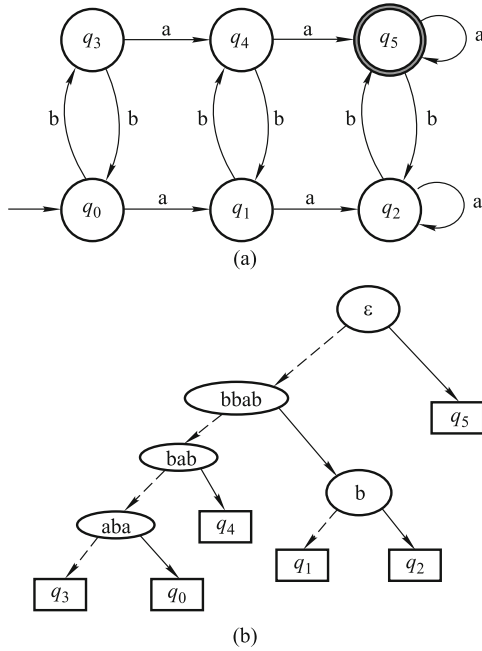 q3 a q4 a q5 a
b b b b b b
q0 a q1 a q2 a
(a)
ε
bbab
q5
bab
b
aba
q4
q1 q2
q3 q0
(b)